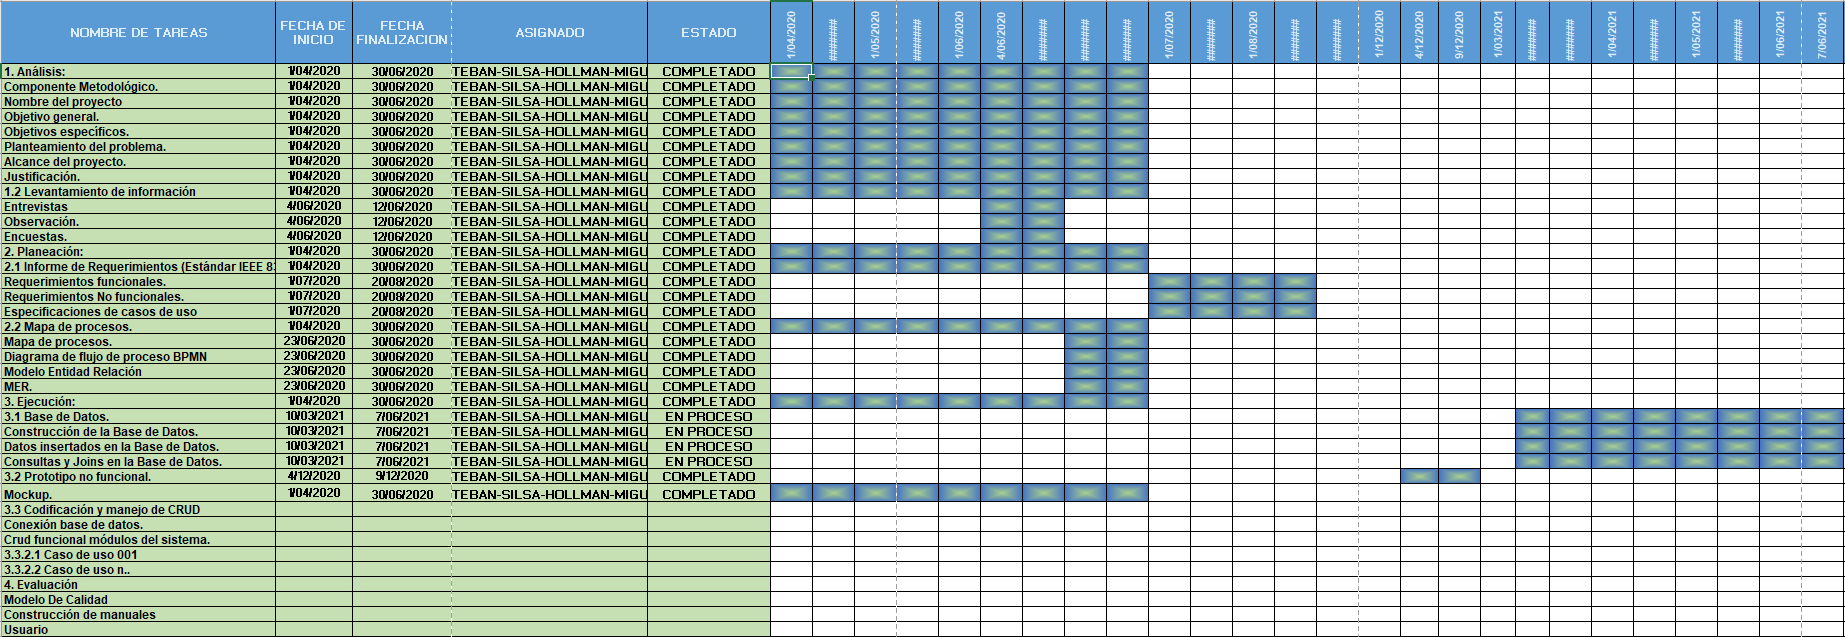 NOMBRE DE TAREAS FECHA DE INICIO FECHA FINALIZACION ASIGNADO ESTADO 1/04/2020 ###### 1/05/2020 ###### 1/06/2020 4/06/2020 ###### ###### ###### 1/07/2020 ###### 1/08/2020 ###### ###### 1/12/2020 4/12/2020 9/12/2020 1/03/2021 ###### ###### 1/04/2021 ###### 1/05/2021 ###### 1/06/2021 7/06/2021
1. Análisis: 1/04/2020 30/06/2020 TEBAN-SILSA-HOLLMAN-MIGU COMPLETADO
Componente Metodológico. 1/04/2020 30/06/2020 TEBAN-SILSA-HOLLMAN-MIGU COMPLETADO
Nombre del proyecto 1/04/2020 30/06/2020 TEBAN-SILSA-HOLLMAN-MIGU COMPLETADO
Objetivo general. 1/04/2020 30/06/2020 TEBAN-SILSA-HOLLMAN-MIGU COMPLETADO
Objetivos específicos. 1/04/2020 30/06/2020 TEBAN-SILSA-HOLLMAN-MIGU COMPLETADO
Planteamiento del problema. 1/04/2020 30/06/2020 TEBAN-SILSA-HOLLMAN-MIGU COMPLETADO
Alcance del proyecto. 1/04/2020 30/06/2020 TEBAN-SILSA-HOLLMAN-MIGU COMPLETADO
Justificación. 1/04/2020 30/06/2020 TEBAN-SILSA-HOLLMAN-MIGU COMPLETADO
1.2 Levantamiento de información 1/04/2020 30/06/2020 TEBAN-SILSA-HOLLMAN-MIGU COMPLETADO
Entrevistas 4/06/2020 12/06/2020 TEBAN-SILSA-HOLLMAN-MIGU COMPLETADO
Observación. 4/06/2020 12/06/2020 TEBAN-SILSA-HOLLMAN-MIGU COMPLETADO
Encuestas. 4/06/2020 12/06/2020 TEBAN-SILSA-HOLLMAN-MIGU COMPLETADO
2. Planeación: 1/04/2020 30/06/2020 TEBAN-SILSA-HOLLMAN-MIGU COMPLETADO
2.1 Informe de Requerimientos (Estándar IEEE 8 1/04/2020 30/06/2020 TEBAN-SILSA-HOLLMAN-MIGU COMPLETADO
Requerimientos funcionales. 1/07/2020 20/08/2020 TEBAN-SILSA-HOLLMAN-MIGU COMPLETADO
Requerimientos No funcionales. 1/07/2020 20/08/2020 TEBAN-SILSA-HOLLMAN-MIGU COMPLETADO
Especificaciones de casos de uso 1/07/2020 20/08/2020 TEBAN-SILSA-HOLLMAN-MIGU COMPLETADO
2.2 Mapa de procesos. 1/04/2020 30/06/2020 TEBAN-SILSA-HOLLMAN-MIGU COMPLETADO
Mapa de procesos. 23/06/2020 30/06/2020 TEBAN-SILSA-HOLLMAN-MIGU COMPLETADO
Diagrama de flujo de proceso BPMN 23/06/2020 30/06/2020 TEBAN-SILSA-HOLLMAN-MIGU COMPLETADO
Modelo Entidad Relación 23/06/2020 30/06/2020 TEBAN-SILSA-HOLLMAN-MIGU COMPLETADO
MER. 23/06/2020 30/06/2020 TEBAN-SILSA-HOLLMAN-MIGU COMPLETADO
3. Ejecución: 1/04/2020 30/06/2020 TEBAN-SILSA-HOLLMAN-MIGU COMPLETADO
3.1 Base de Datos. 10/03/2021 7/06/2021 TEBAN-SILSA-HOLLMAN-MIGU EN PROCESO
Construcción de la Base de Datos. 10/03/2021 7/06/2021 TEBAN-SILSA-HOLLMAN-MIGU EN PROCESO
Datos insertados en la Base de Datos. 10/03/2021 7/06/2021 TEBAN-SILSA-HOLLMAN-MIGU EN PROCESO
Consultas y Joins en la Base de Datos. 10/03/2021 7/06/2021 TEBAN-SILSA-HOLLMAN-MIGU EN PROCESO
3.2 Prototipo no funcional. 4/12/2020 9/12/2020 TEBAN-SILSA-HOLLMAN-MIGU COMPLETADO
Mockup. 1/04/2020 30/06/2020 TEBAN-SILSA-HOLLMAN-MIGU COMPLETADO
3.3 Codificación y manejo de CRUD
Conexión base de datos.
Crud funcional módulos del sistema.
3.3.2.1 Caso de uso 001
3.3.2.2 Caso de uso n..
4. Evaluación
Modelo De Calidad
Construcción de manuales
Usuario